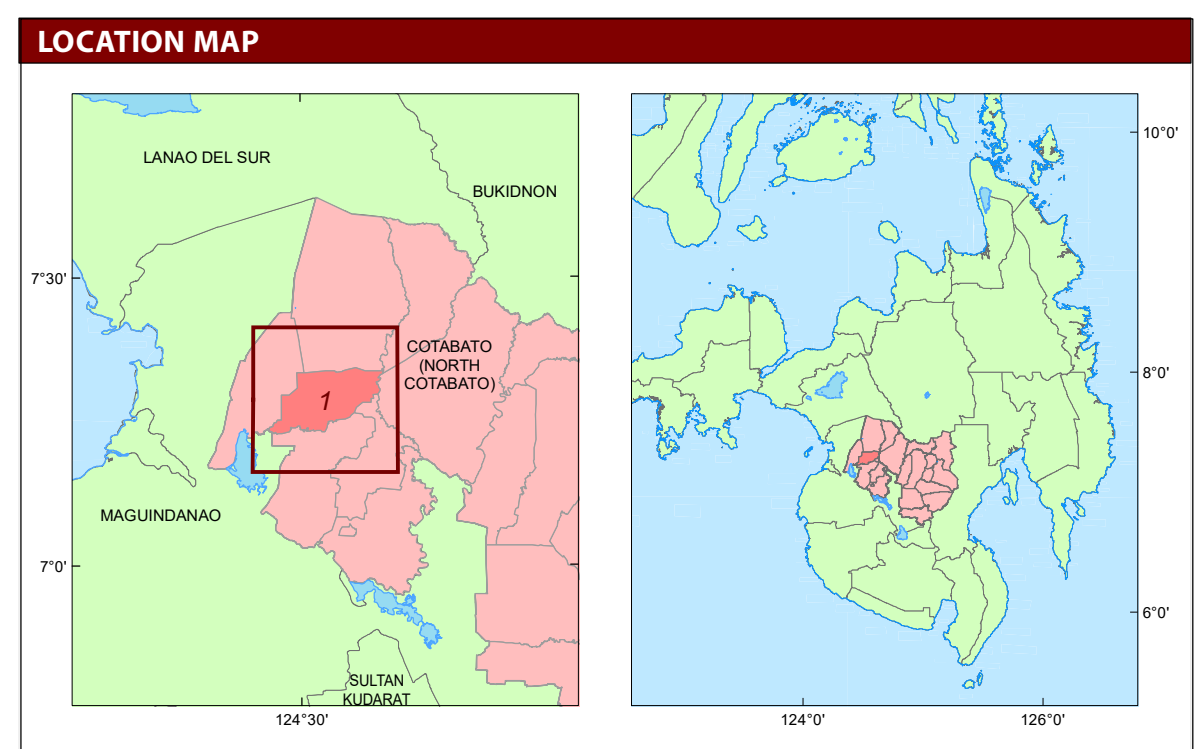 LOCATION MAP
LANAO DEL SUR
BUKIDNON
7°30'
COTABATO
(NORTH
COTABATO)
1
MAGUINDANAO
7°0'
SULTAN
KUDARAT
124°30'
10°0'
8°0'
6°0'
124°0'
126°0'